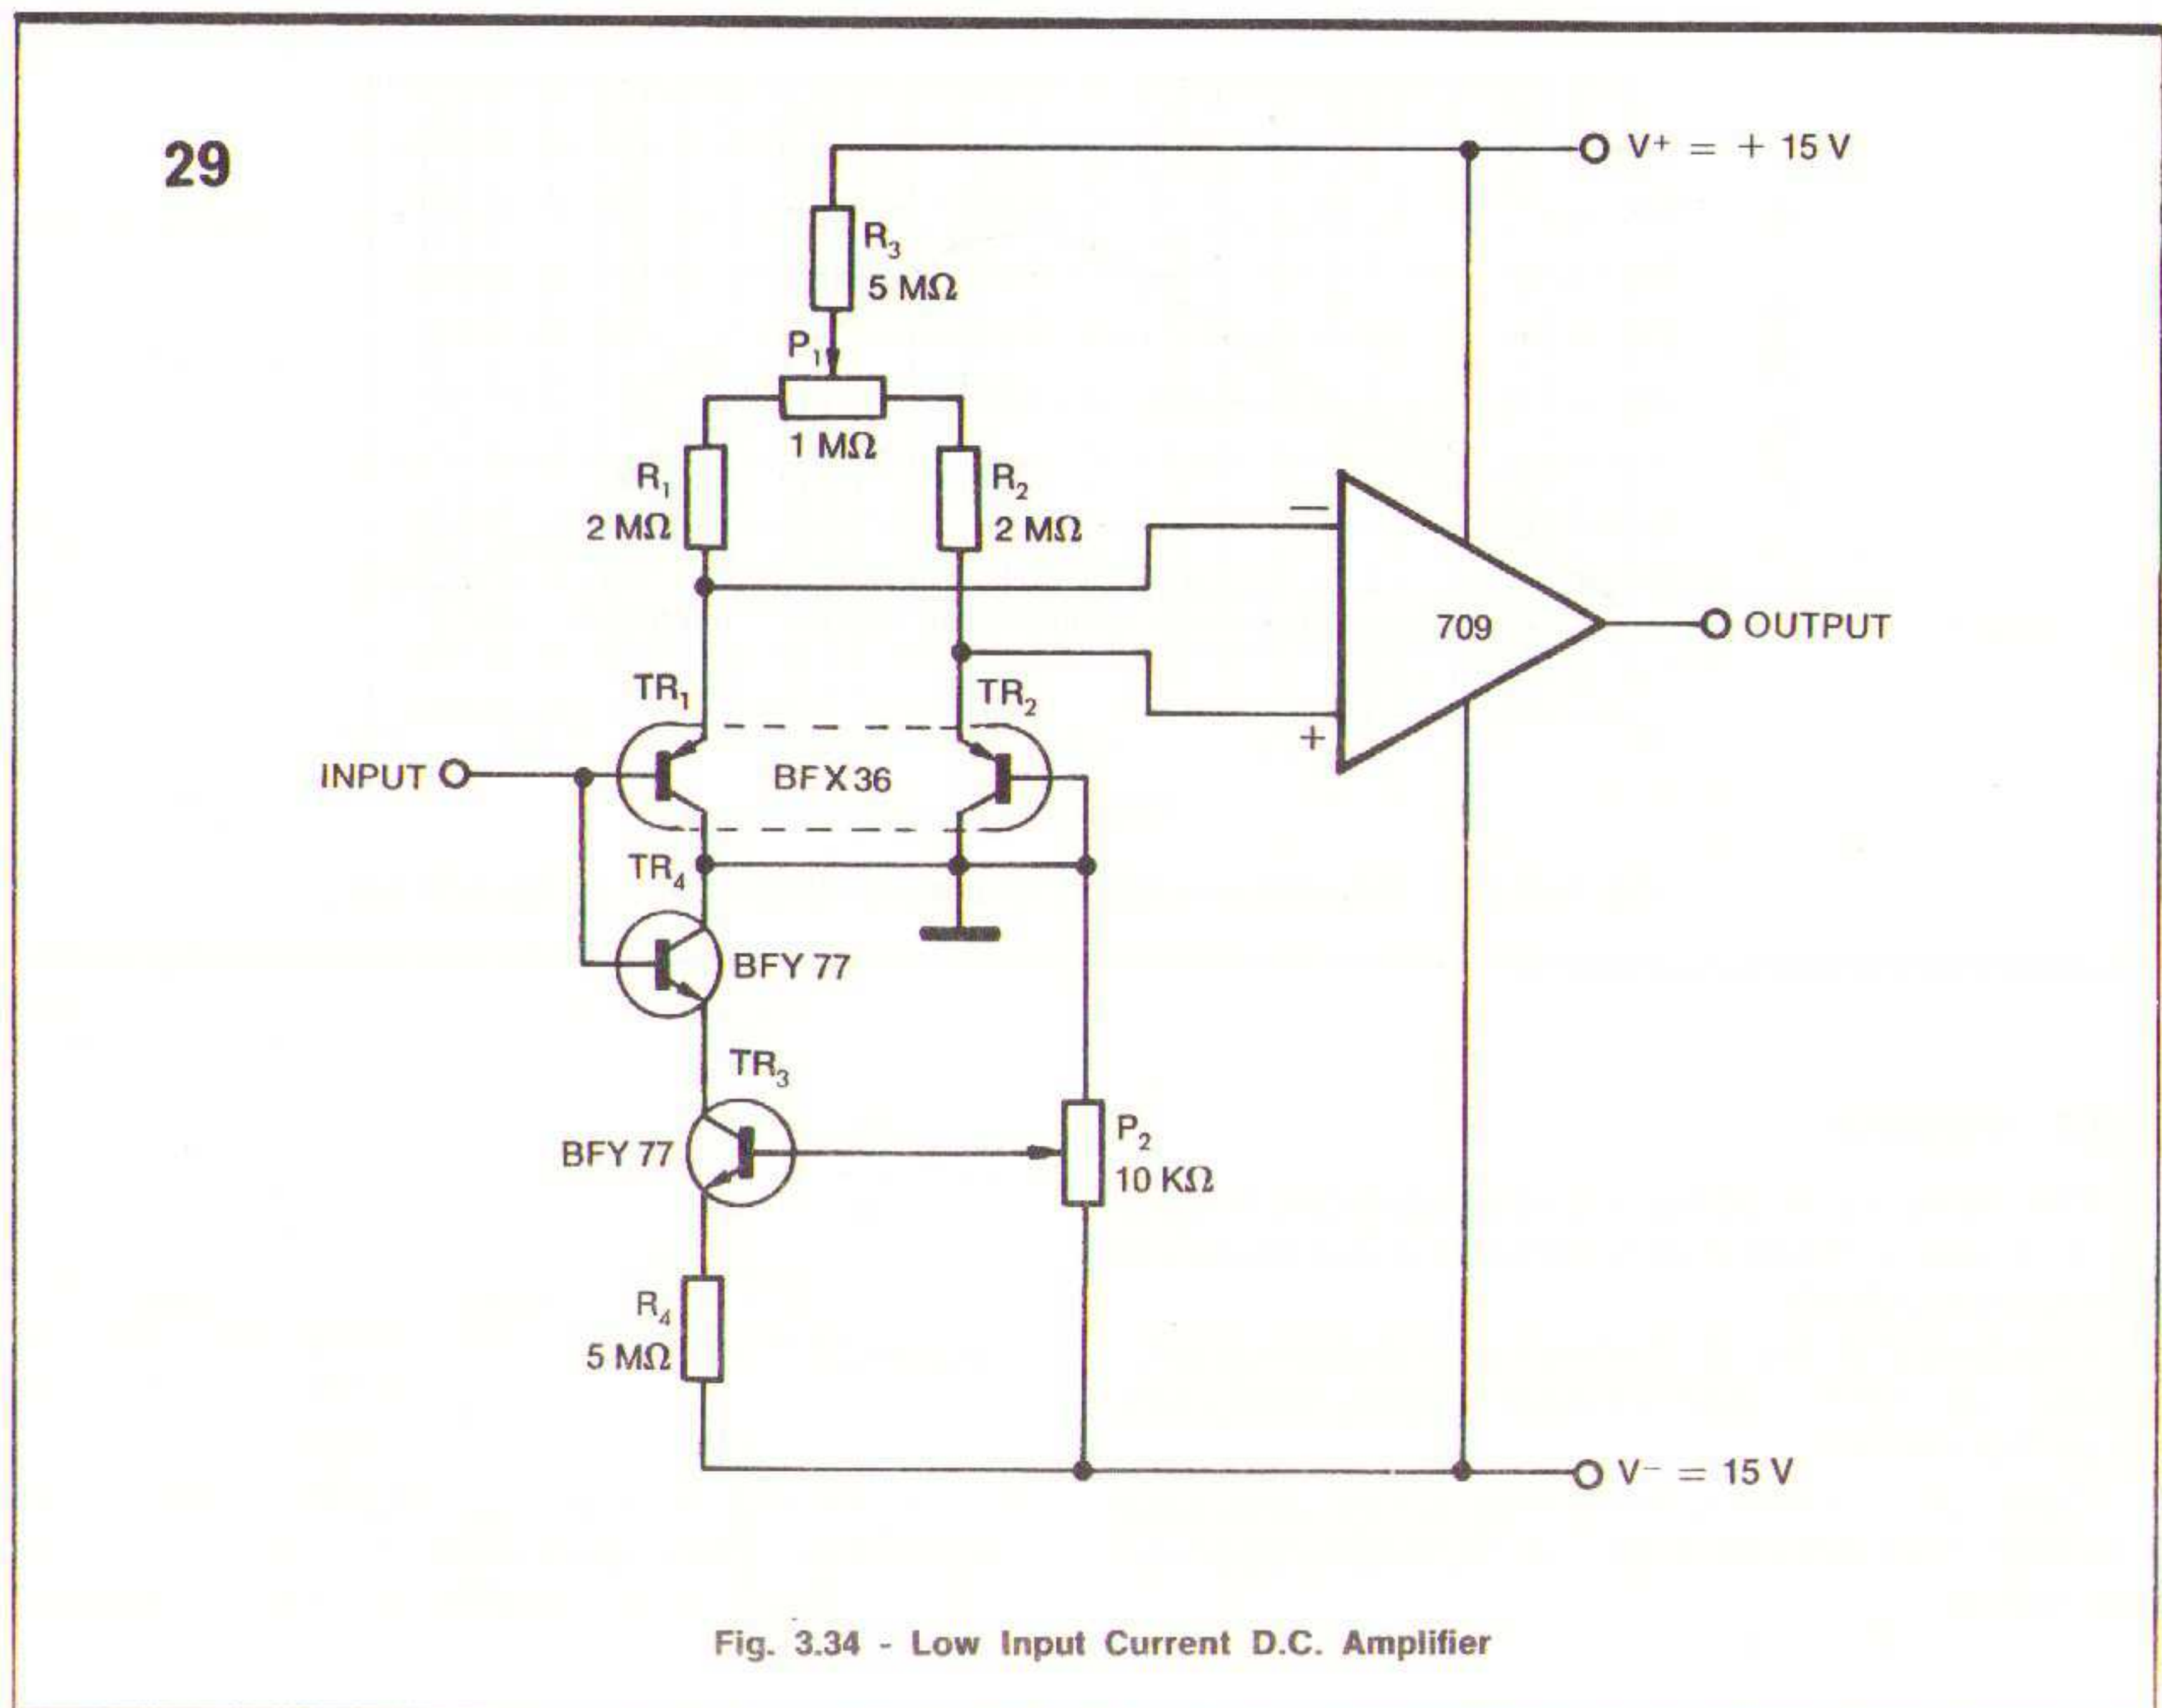 29
V+ = + 15 V
R3
5 MΩ
P1
1 MΩ
R1
2 MΩ
R2
2 MΩ
—
709
OUTPUT
+
TR1
TR2
INPUT
BFX 36
TR4
BFY 77
TR3
BFY 77
P2
10 KΩ
R4
5 MΩ
V− = 15 V
Fig. 3.34 - Low Input Current D.C. Amplifier